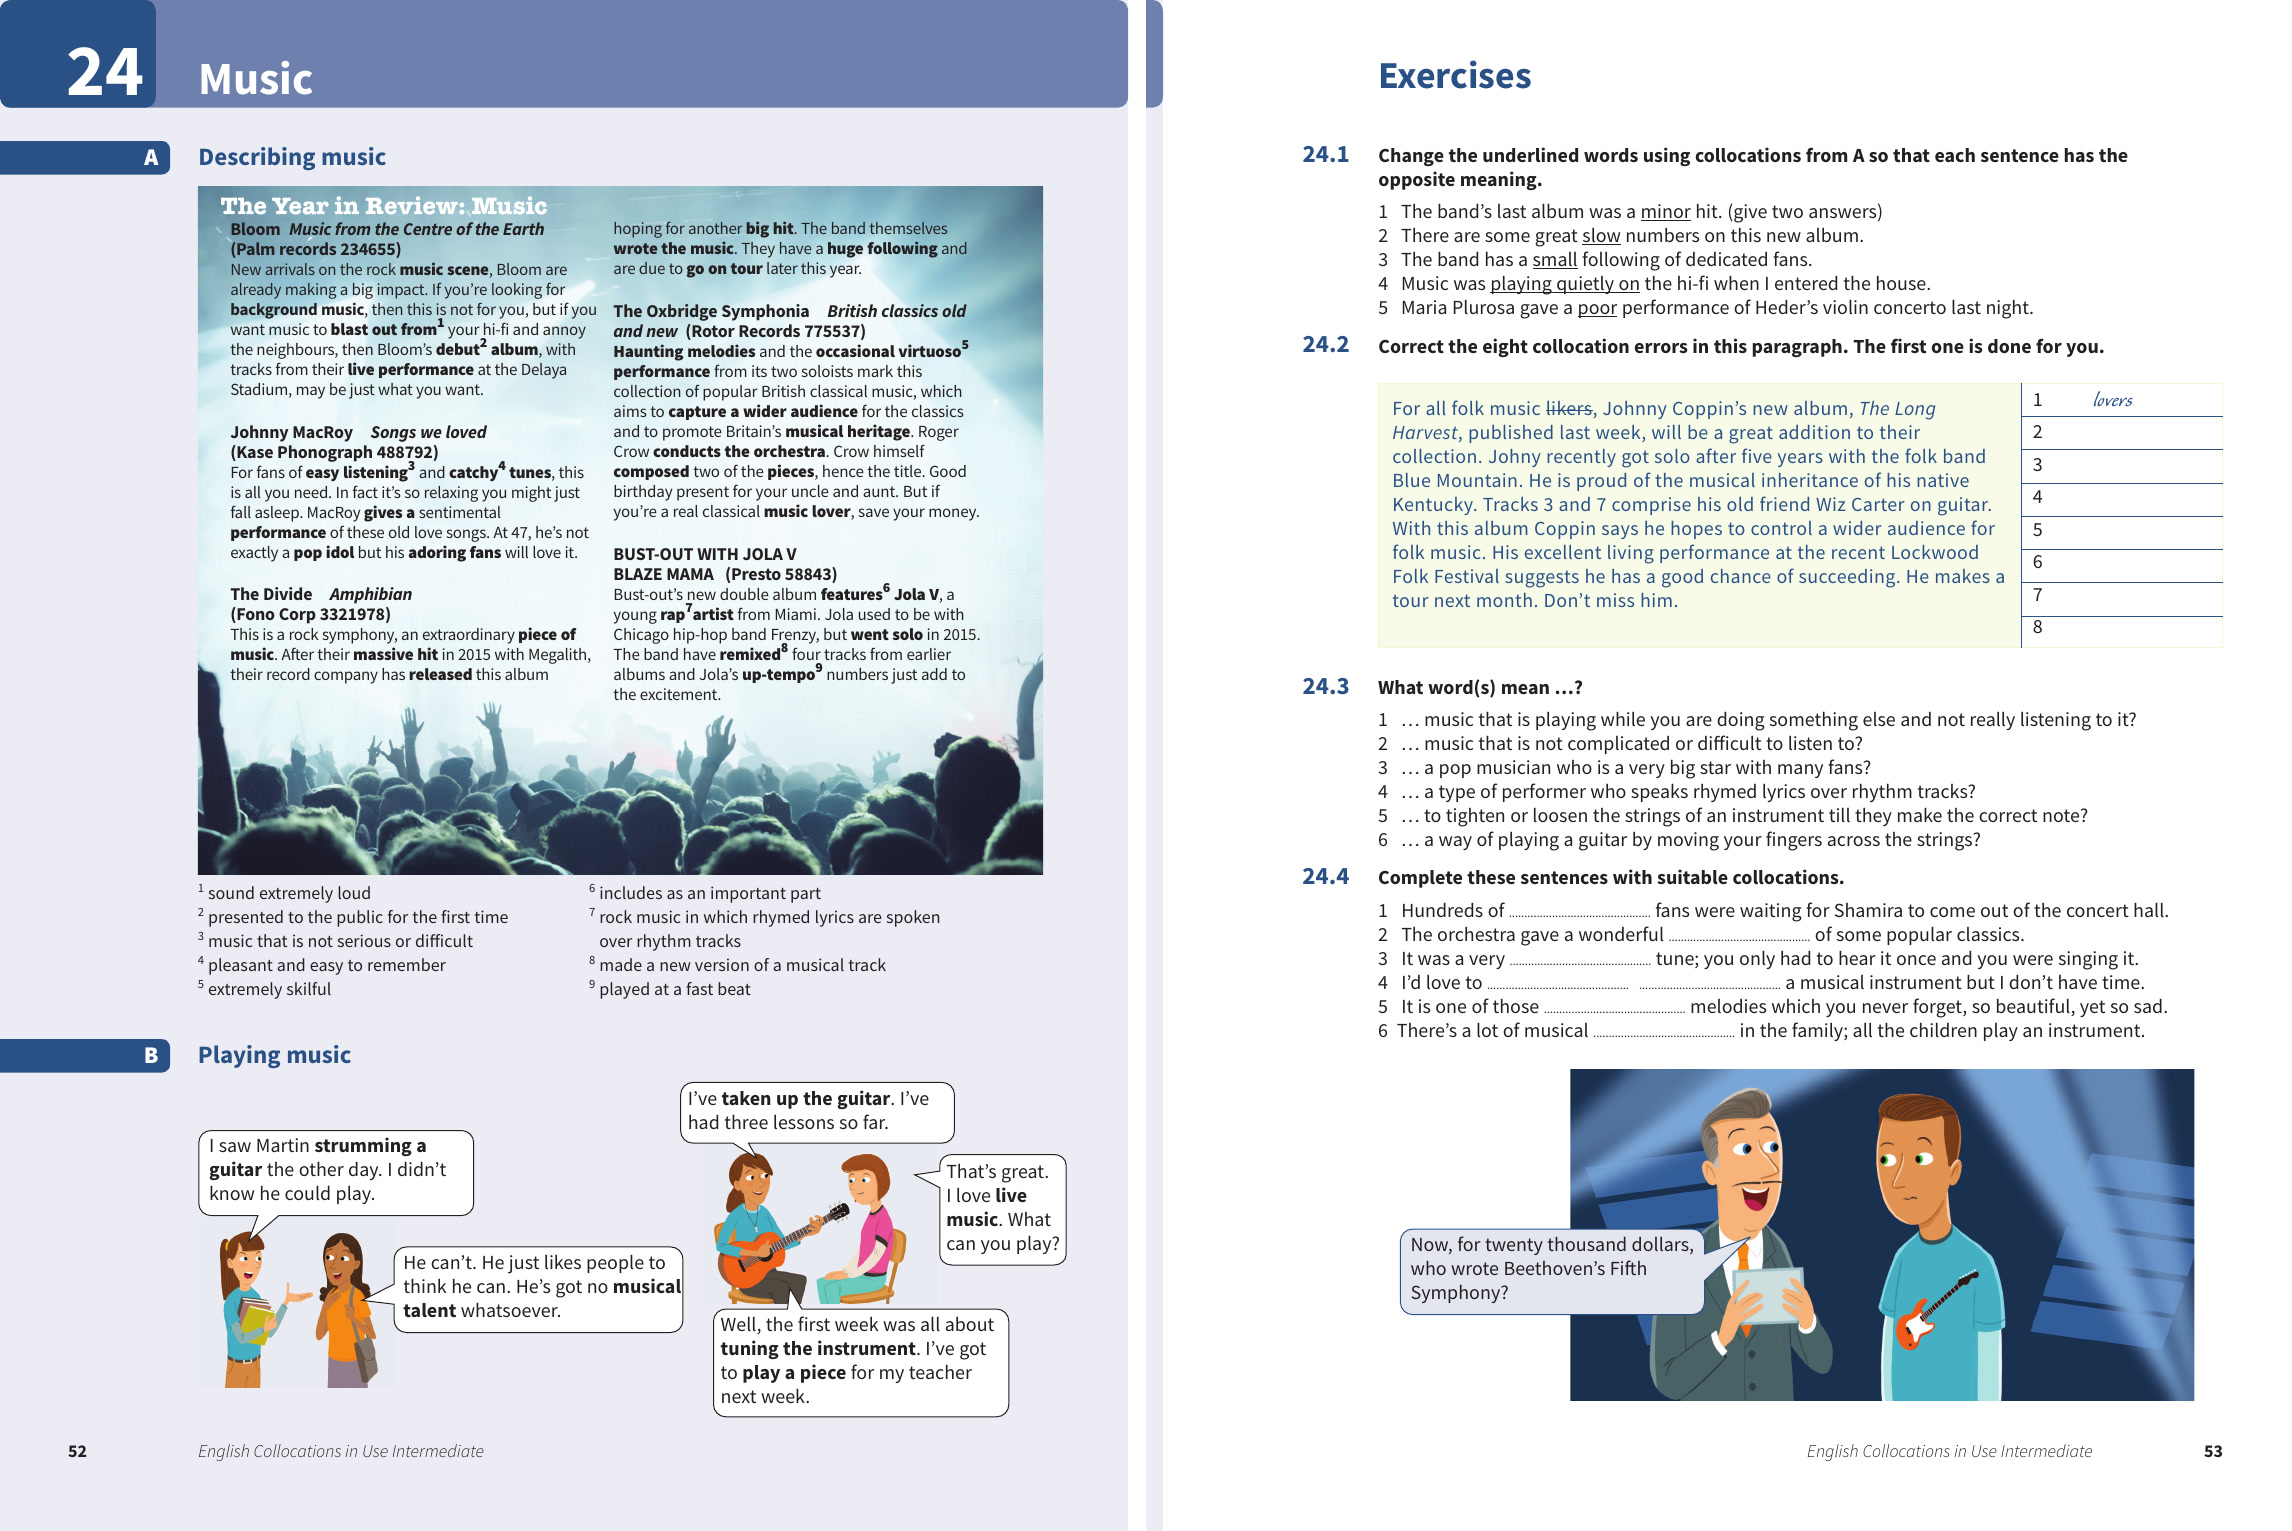 24
Music
A
Describing music
The Year in Review: Music
Bloom Music from the Centre of the Earth
(Palm records 234655)
New arrivals on the rock music scene, Bloom are
already making a big impact. If you're looking for
background music, then this is not for you, but if you
want music to blast out from1 your hi-fi and annoy
the neighbours, then Bloom's debut2 album, with
tracks from their live performance at the Delaya
Stadium, may be just what you want.
Johnny MacRoy Songs we loved
(Kase Phonograph 488792)
For fans of easy listening3 and catchy4 tunes, this
is all you need. In fact it's so relaxing you might just
fall asleep. MacRoy gives a sentimental
performance of these old love songs. At 47, he's not
exactly a pop idol but his adoring fans will love it.
The Divide Amphibian
(Fono Corp 3321978)
This is a rock symphony, an extraordinary piece of
music. After their massive hit in 2015 with Megalith,
their record company has released this album
hoping for another big hit. The band themselves
wrote the music. They have a huge following and
are due to go on tour later this year.
The Oxbridge Symphonia British classics old
and new (Rotor Records 775537)
Haunting melodies and the occasional virtuoso5
performance from its two soloists mark this
collection of popular British classical music, which
aims to capture a wider audience for the classics
and to promote Britain's musical heritage. Roger
Crow conducts the orchestra. Crow himself
composed two of the pieces, hence the title. Good
birthday present for your uncle and aunt. But if
you're a real classical music lover, save your money.
BUST-OUT WITH JOLA V
BLAZE MAMA (Presto 58843)
Bust-out's new double album features6 Jola V, a
young rap7artist from Miami. Jola used to be with
Chicago hip-hop band Frenzy, but went solo in 2015.
The band have remixed8 four tracks from earlier
albums and Jola's up-tempo9 numbers just add to
the excitement.
1 sound extremely loud
2 presented to the public for the first time
3 music that is not serious or difficult
4 pleasant and easy to remember
5 extremely skilful
6 includes as an important part
7 rock music in which rhymed lyrics are spoken
over rhythm tracks
8 made a new version of a musical track
9 played at a fast beat
B
Playing music
I saw Martin strumming a
guitar the other day. I didn't
know he could play.
He can't. He just likes people to
think he can. He's got no musical
talent whatsoever.
I've taken up the guitar. I've
had three lessons so far.
That's great.
I love live
music. What
can you play?
Well, the first week was all about
tuning the instrument. I've got
to play a piece for my teacher
next week.
52
English Collocations in Use Intermediate
Exercises
24.1 Change the underlined words using collocations from A so that each sentence has the
opposite meaning.
1 The band's last album was a minor hit. (give two answers)
2 There are some great slow numbers on this new album.
3 The band has a small following of dedicated fans.
4 Music was playing quietly on the hi-fi when I entered the house.
5 Maria Plurosa gave a poor performance of Heder's violin concerto last night.
24.2 Correct the eight collocation errors in this paragraph. The first one is done for you.
For all folk music likers, Johnny Coppin's new album, The Long
Harvest, published last week, will be a great addition to their
collection. Johny recently got solo after five years with the folk band
Blue Mountain. He is proud of the musical inheritance of his native
Kentucky. Tracks 3 and 7 comprise his old friend Wiz Carter on guitar.
With this album Coppin says he hopes to control a wider audience for
folk music. His excellent living performance at the recent Lockwood
Folk Festival suggests he has a good chance of succeeding. He makes a
tour next month. Don't miss him.
1 lovers
2
3
4
5
6
7
8
24.3 What word(s) mean …?
1 … music that is playing while you are doing something else and not really listening to it?
2 … music that is not complicated or difficult to listen to?
3 … a pop musician who is a very big star with many fans?
4 … a type of performer who speaks rhymed lyrics over rhythm tracks?
5 … to tighten or loosen the strings of an instrument till they make the correct note?
6 … a way of playing a guitar by moving your fingers across the strings?
24.4 Complete these sentences with suitable collocations.
1 Hundreds of .................... fans were waiting for Shamira to come out of the concert hall.
2 The orchestra gave a wonderful .................... of some popular classics.
3 It was a very .................... tune; you only had to hear it once and you were singing it.
4 I'd love to .................... .................... a musical instrument but I don't have time.
5 It is one of those .................... melodies which you never forget, so beautiful, yet so sad.
6 There's a lot of musical .................... in the family; all the children play an instrument.
Now, for twenty thousand dollars,
who wrote Beethoven's Fifth
Symphony?
English Collocations in Use Intermediate
53